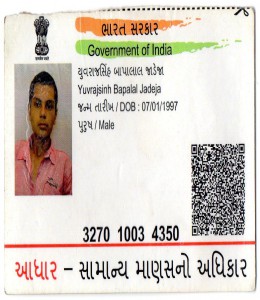 ભારત સરકાર
Government of India
યુવરાજસિંહ બાપાલાલ જાડેજા
Yuvrajsinh Bapalal Jadeja
જન્મ તારીખ / DOB : 07/01/1997
પુરુષ / Male
3270 1003 4350
આધાર – સામાન્ય માણસનો અધિકાર